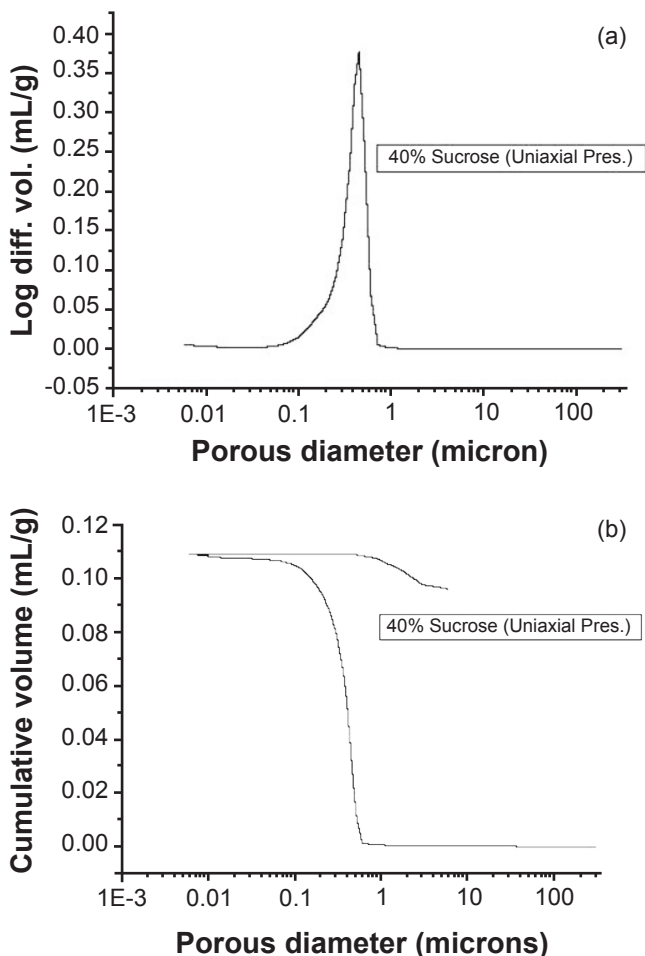 (a)
Log diff. vol. (mL/g)
0.40
0.35
0.30
0.25
0.20
0.15
0.10
0.05
0.00
-0.05
40% Sucrose (Uniaxial Pres.)
1E-3 0.01 0.1 1 10 100
Porous diameter (micron)
(b)
Cumulative volume (mL/g)
0.12
0.10
0.08
0.06
0.04
0.02
0.00
40% Sucrose (Uniaxial Pres.)
1E-3 0.01 0.1 1 10 100
Porous diameter (microns)